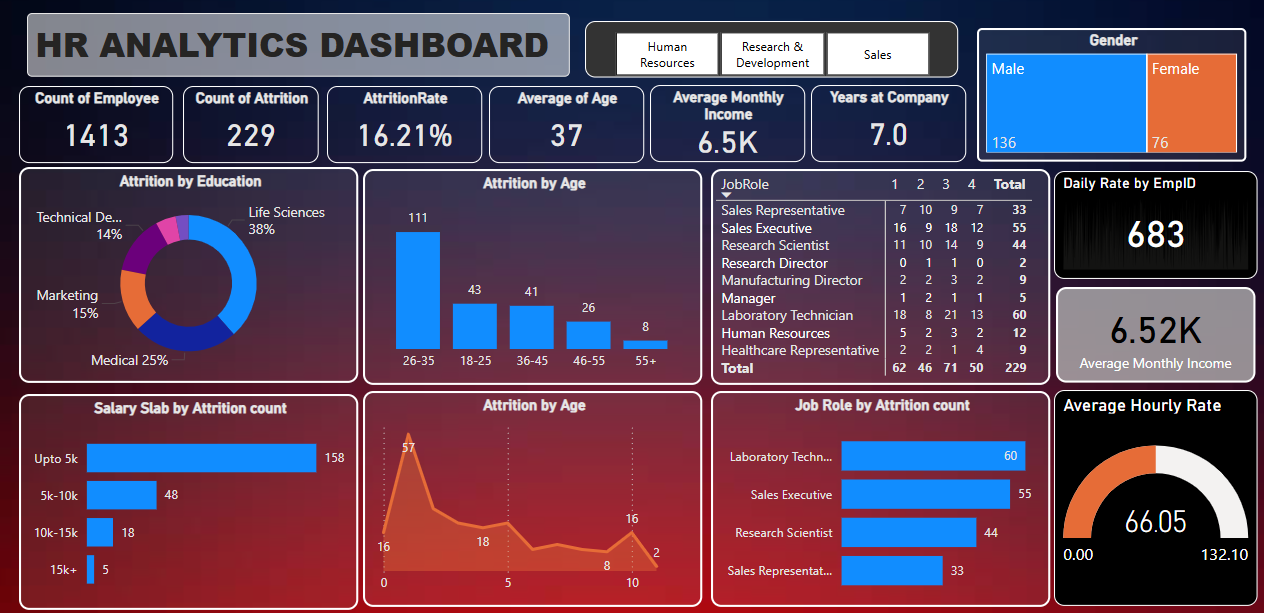 HR ANALYTICS DASHBOARD
Human
Resources
Research &
Development
Sales
Gender
Male
Female
136
76
Count of Employee
1413
Count of Attrition
229
AttritionRate
16.21%
Average of Age
37
Average Monthly
Income
6.5K
Years at Company
7.0
Attrition by Education
Life Sciences
38%
Technical De...
14%
Marketing
15%
Medical 25%
Attrition by Age
111
43
41
26
8
26-35 18-25 36-45 46-55 55+
JobRole 1 2 3 4 Total
Sales Representative 7 10 9 7 33
Sales Executive 16 9 18 12 55
Research Scientist 11 10 14 9 44
Research Director 0 1 1 0 2
Manufacturing Director 2 2 3 2 9
Manager 1 2 1 1 5
Laboratory Technician 18 8 21 13 60
Human Resources 5 2 3 2 12
Healthcare Representative 2 2 1 4 9
Total 62 46 71 50 229
Daily Rate by EmpID
683
6.52K
Average Monthly Income
Salary Slab by Attrition count
Upto 5k 158
5k-10k 48
10k-15k 18
15k+ 5
Attrition by Age
57
16
18
8
16
2
0 5 10
Job Role by Attrition count
Laboratory Techn... 60
Sales Executive 55
Research Scientist 44
Sales Representat... 33
Average Hourly Rate
66.05
0.00 132.10